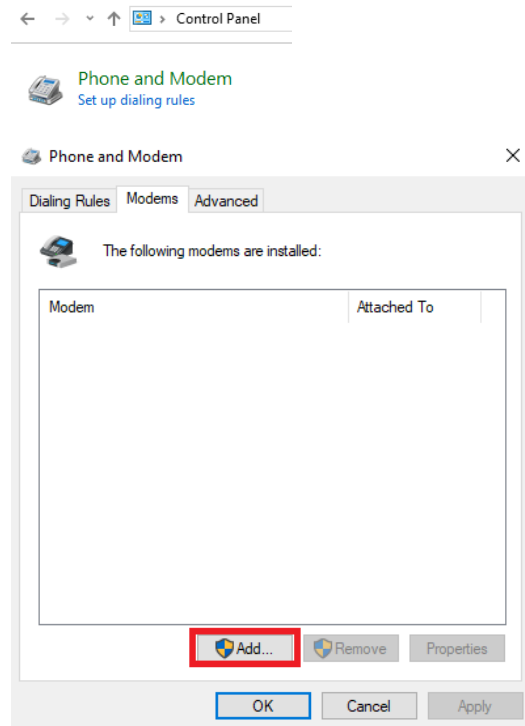 Control Panel
Phone and Modem
Set up dialing rules
Phone and Modem
Dialing Rules Modems Advanced
The following modems are installed:
Modem Attached To
Add... Remove Properties
OK Cancel Apply